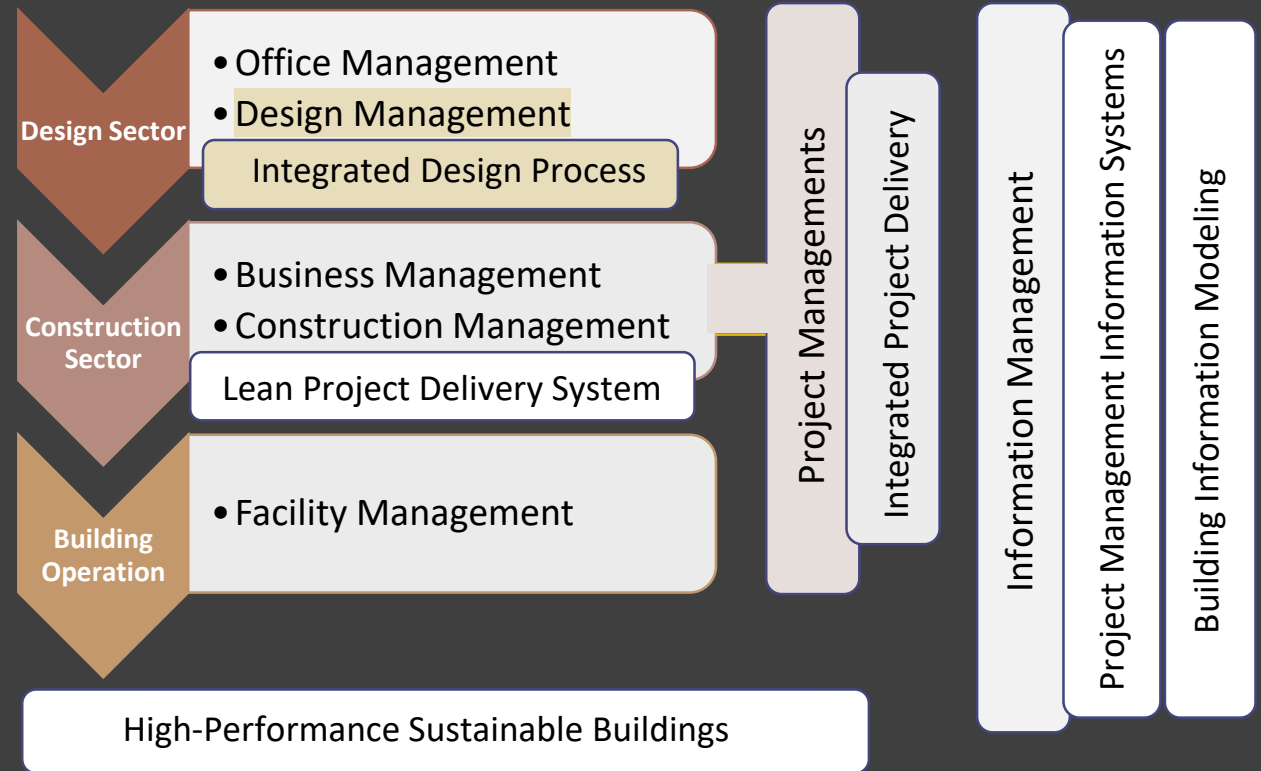 Design Sector
• Office Management
• Design Management
Integrated Design Process
Construction
Sector
• Business Management
• Construction Management
Lean Project Delivery System
Building
Operation
• Facility Management
High-Performance Sustainable Buildings
Project Managements
Integrated Project Delivery
Information Management
Project Management Information Systems
Building Information Modeling